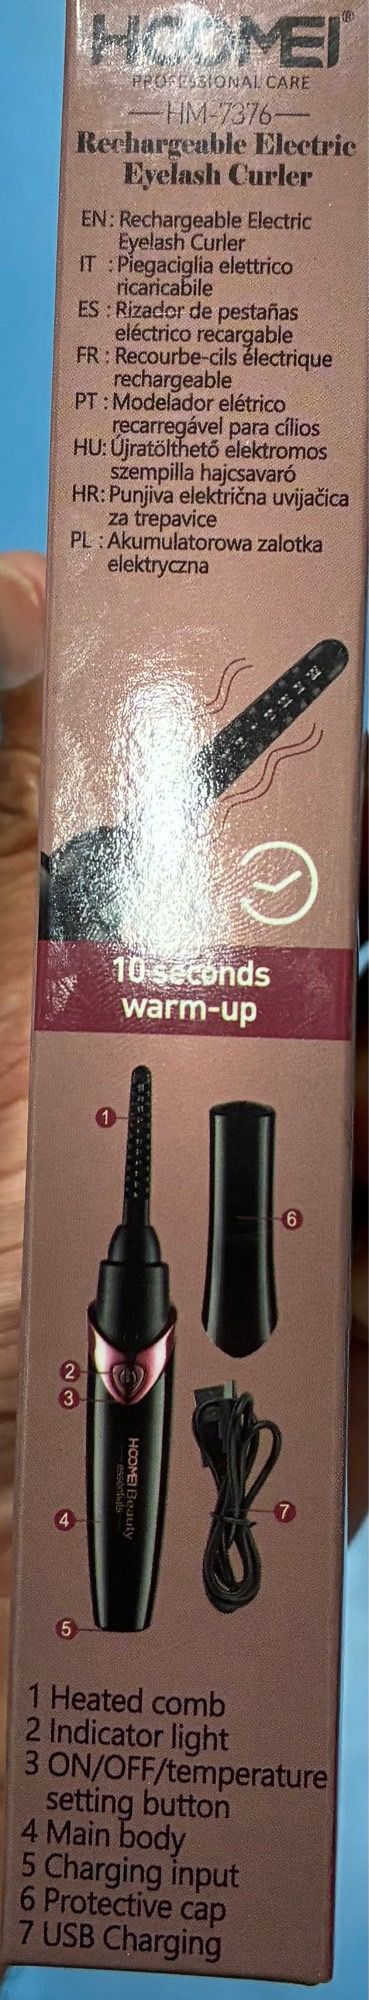 HOOMEI®
PROFESSIONAL CARE
HM-7376
Rechargeable Electric
Eyelash Curler
EN: Rechargeable Electric
Eyelash Curler
IT : Piegaciglia elettrico
ricaricabile
ES : Rizador de pestañas
eléctrico recargable
FR : Recourbe-cils électrique
rechargeable
PT : Modelador elétrico
recarregável para cílios
HU: Újratölthető elektromos
szempilla hajcsavaró
HR: Punjiva električna uvijačica
za trepavice
PL : Akumulatorowa zalotka
elektryczna
10 seconds
warm-up
1
6
2
3
HOOMEI Beauty
essentials
7
4
5
1 Heated comb
2 Indicator light
3 ON/OFF/temperature
setting button
4 Main body
5 Charging input
6 Protective cap
7 USB Charging